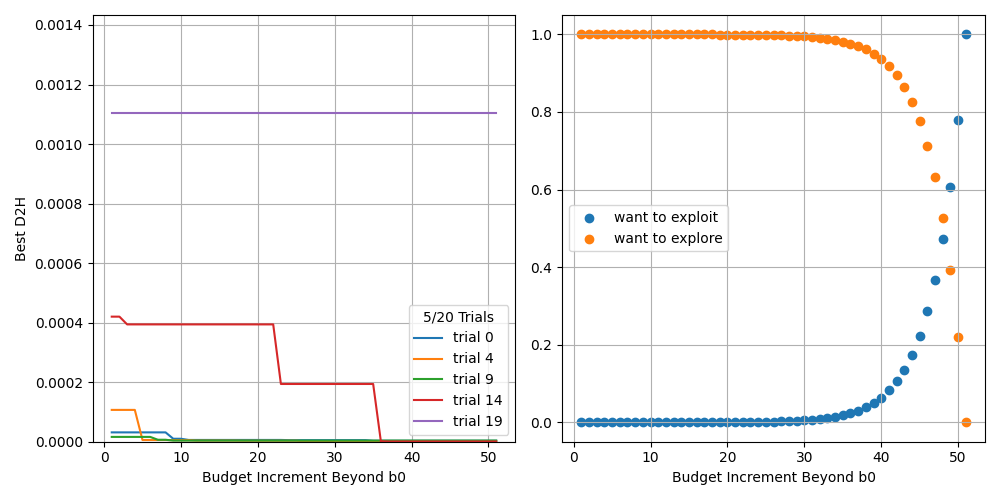 0.0014
0.0012
0.0010
0.0008
0.0006
0.0004
0.0002
0.0000
Best D2H
5/20 Trials
trial 0
trial 4
trial 9
trial 14
trial 19
0 10 20 30 40 50
Budget Increment Beyond b0
1.0
0.8
0.6
0.4
0.2
0.0
want to exploit
want to explore
0 10 20 30 40 50
Budget Increment Beyond b0